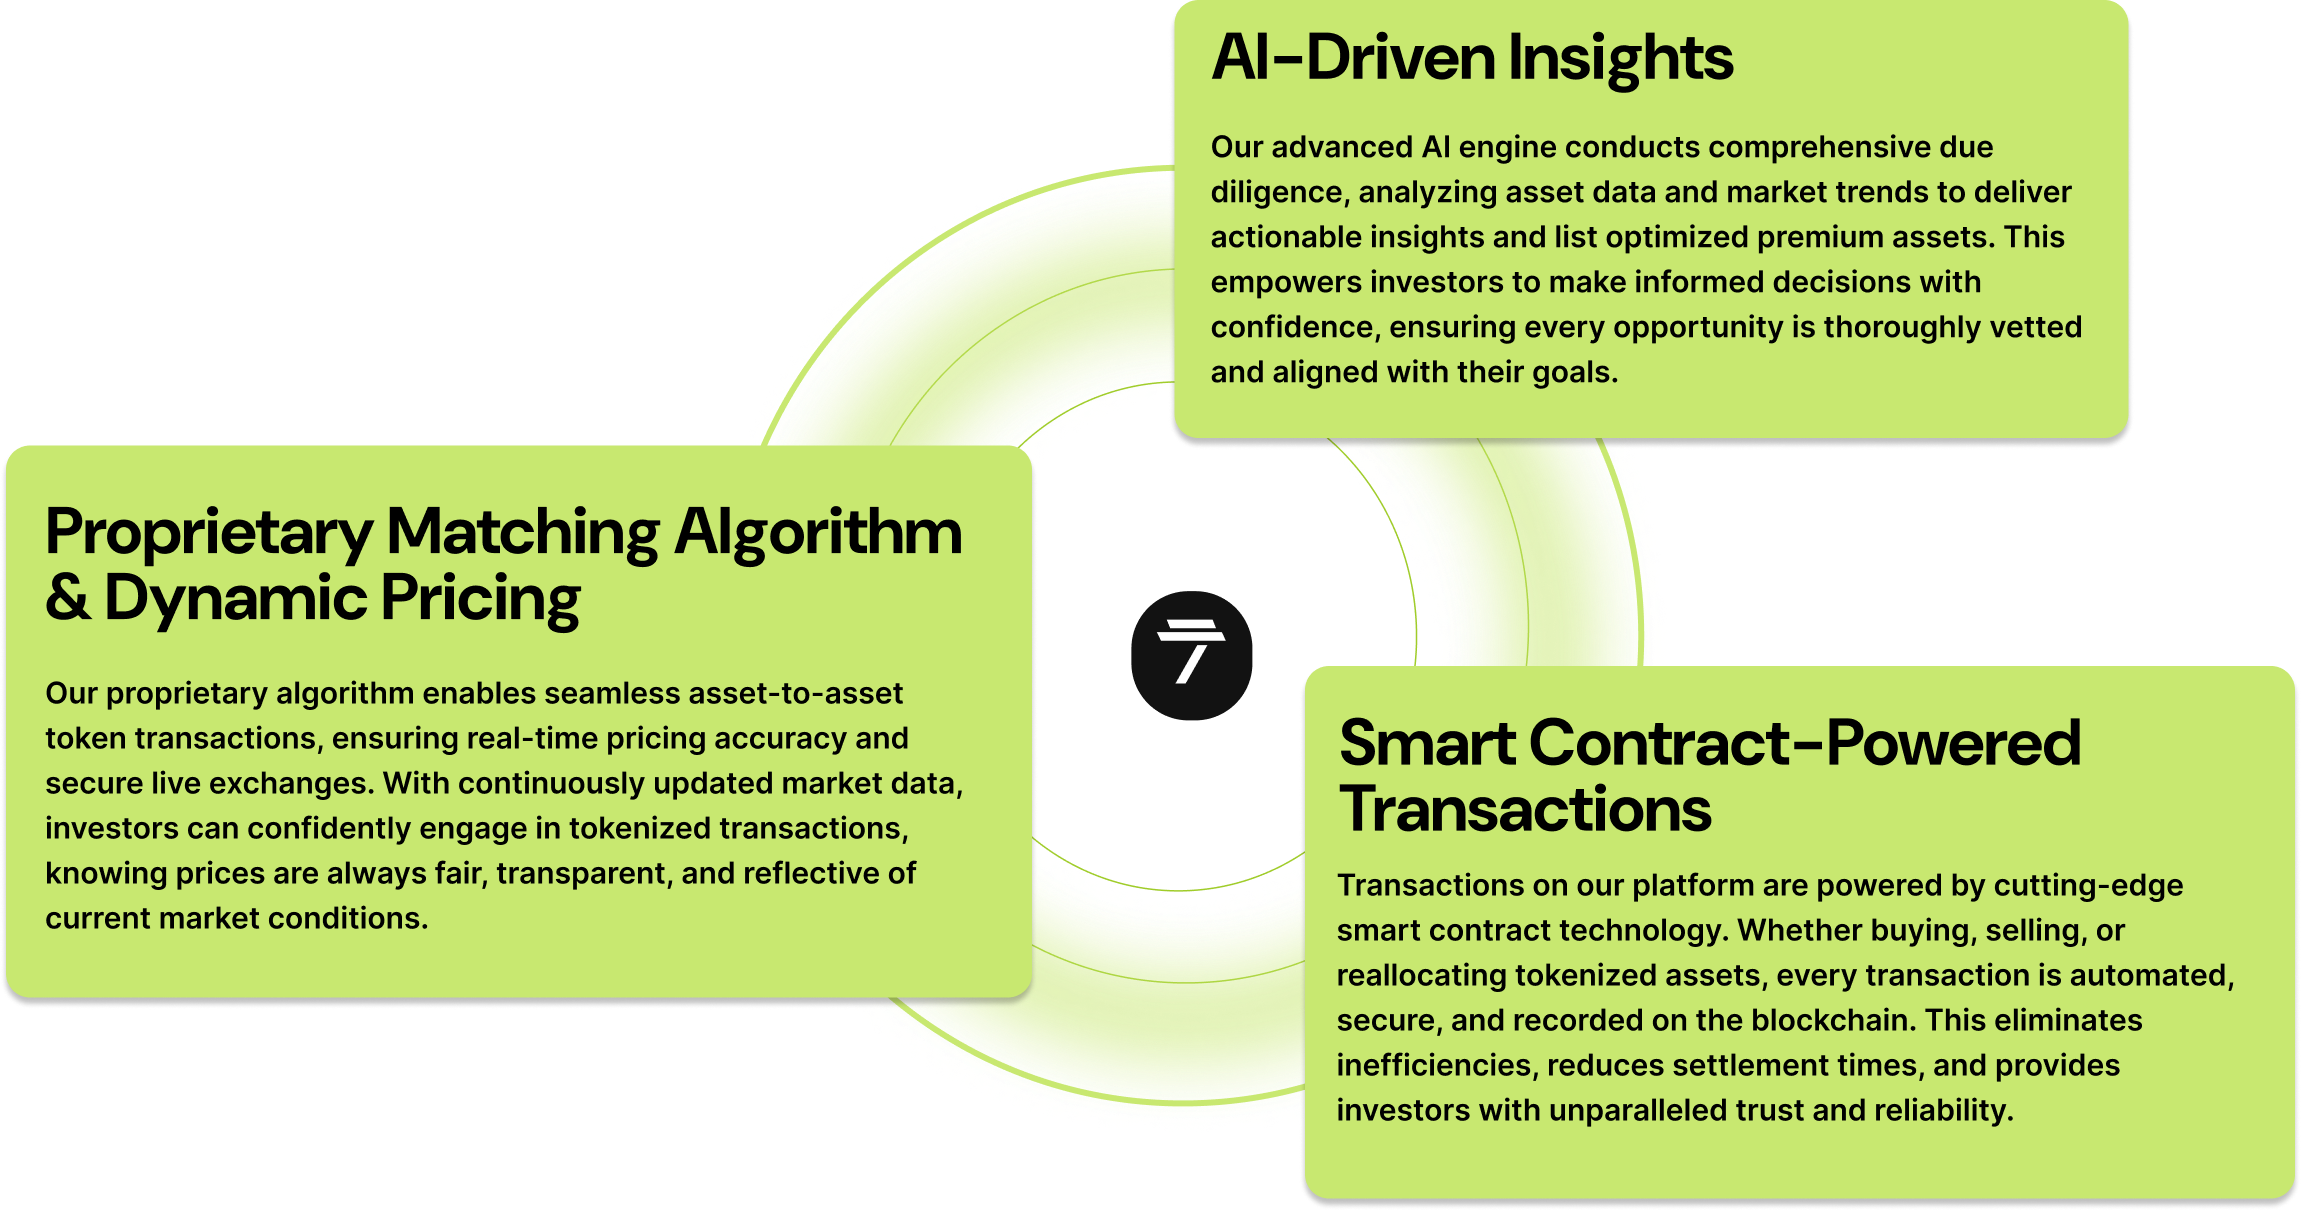 AI-Driven Insights
Our advanced AI engine conducts comprehensive due
diligence, analyzing asset data and market trends to deliver
actionable insights and list optimized premium assets. This
empowers investors to make informed decisions with
confidence, ensuring every opportunity is thoroughly vetted
and aligned with their goals.
Proprietary Matching Algorithm
& Dynamic Pricing
Our proprietary algorithm enables seamless asset-to-asset
token transactions, ensuring real-time pricing accuracy and
secure live exchanges. With continuously updated market data,
investors can confidently engage in tokenized transactions,
knowing prices are always fair, transparent, and reflective of
current market conditions.
Smart Contract-Powered
Transactions
Transactions on our platform are powered by cutting-edge
smart contract technology. Whether buying, selling, or
reallocating tokenized assets, every transaction is automated,
secure, and recorded on the blockchain. This eliminates
inefficiencies, reduces settlement times, and provides
investors with unparalleled trust and reliability.